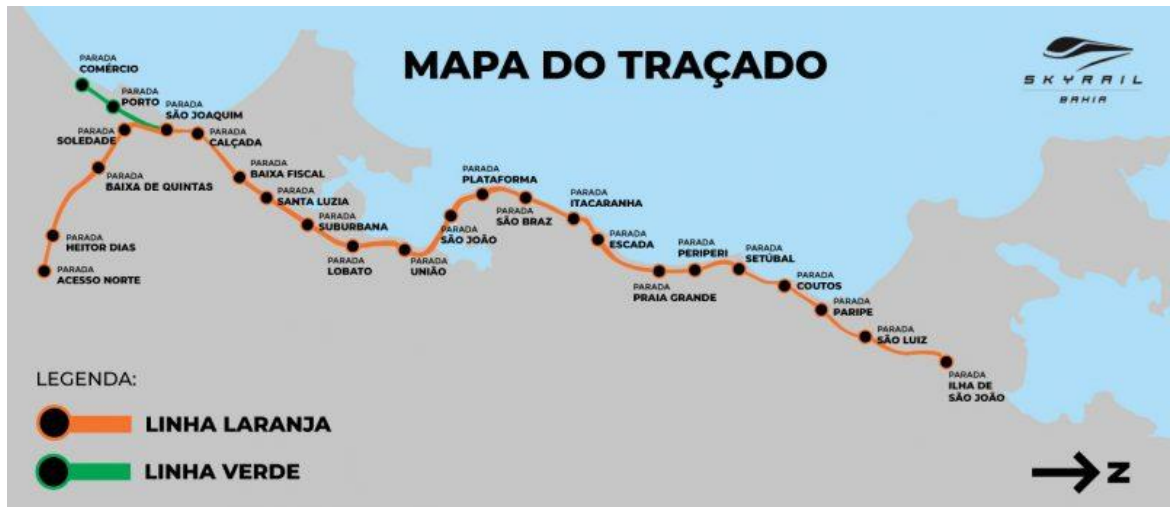 MAPA DO TRAÇADO
SKYRAIL
BAHIA
PARADA
COMÉRCIO
PARADA
PORTO
PARADA
SÃO JOAQUIM
PARADA
SOLEDADE
PARADA
CALÇADA
PARADA
BAIXA DE QUINTAS
PARADA
HEITOR DIAS
PARADA
ACESSO NORTE
PARADA
BAIXA FISCAL
PARADA
SANTA LUZIA
PARADA
SUBURBANA
PARADA
LOBATO
PARADA
UNIÃO
PARADA
SÃO JOÃO
PARADA
PLATAFORMA
PARADA
SÃO BRAZ
PARADA
ITACARANHA
PARADA
ESCADA
PARADA
PRAIA GRANDE
PARADA
PERIPERI
PARADA
SETÚBAL
PARADA
COUTOS
PARADA
PARIPE
PARADA
SÃO LUIZ
PARADA
ILHA DE
SÃO JOÃO
LEGENDA:
LINHA LARANJA
LINHA VERDE
N